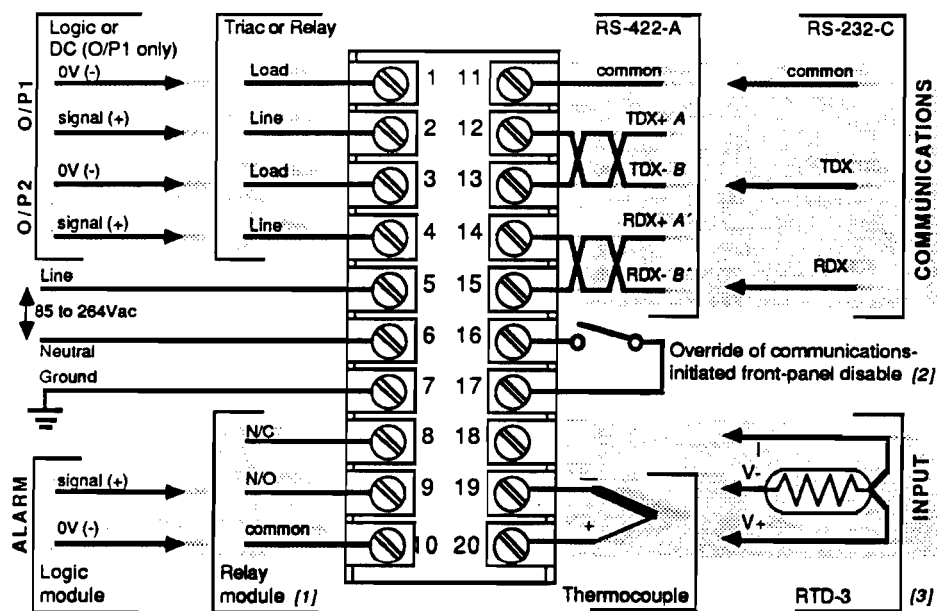 Logic or
DC (O/P1 only)
Triac or Relay
RS-422-A
RS-232-C
O/P1
0V (-)
Load
1
11
common
common
signal (+)
Line
2
12
TDX+ A
O/P2
0V (-)
Load
3
13
TDX- B
TDX
signal (+)
Line
4
14
RDX+ A´
Line
5
15
RDX- B´
RDX
COMMUNICATIONS
85 to 264Vac
Neutral
6
16
Override of communications-
initiated front-panel disable [2]
Ground
7
17
N/C
8
18
I
ALARM
signal (+)
N/O
9
19
−
V-
INPUT
0V (-)
common
10
20
+
V+
Logic
module
Relay
module [1]
Thermocouple
RTD-3
[3]